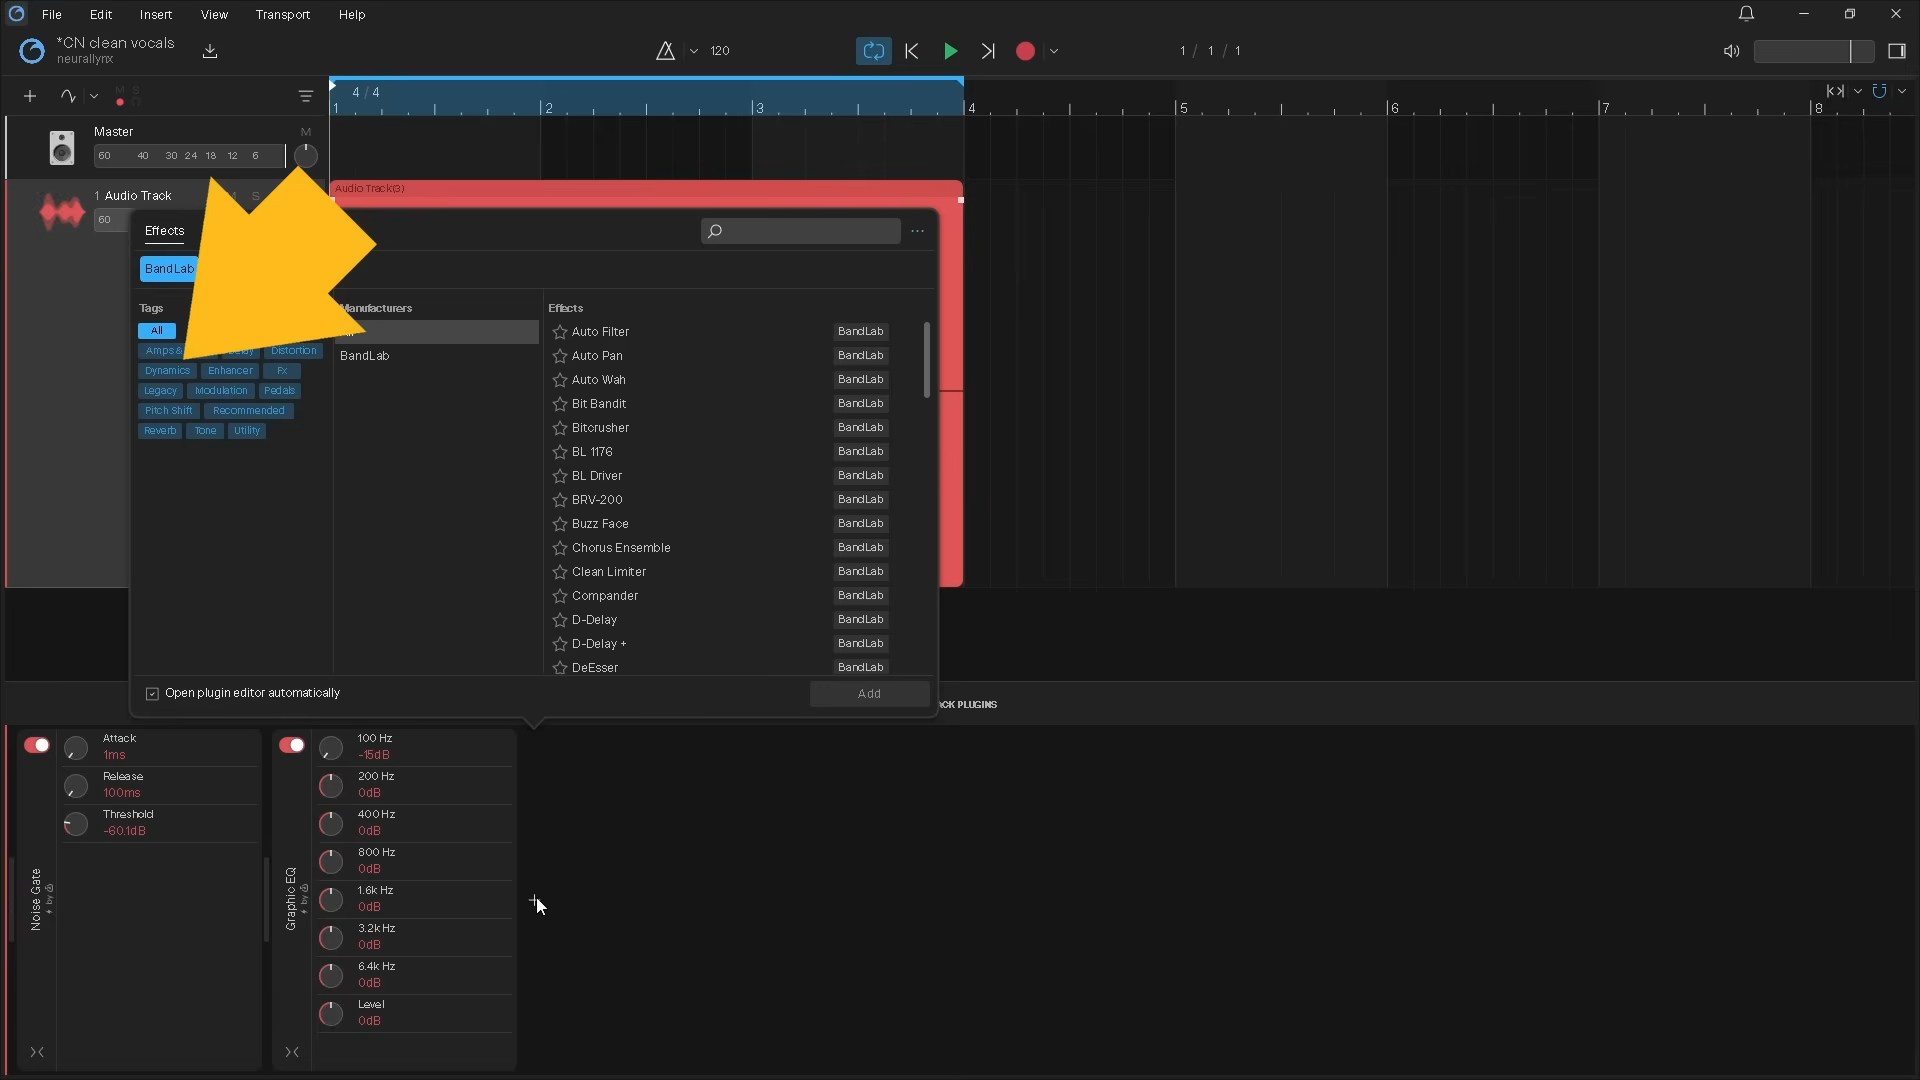 File Edit Insert View Transport Help
*CN clean vocals
neurallynx
120
1 / 1 / 1
M S
4 / 4
1 2 3 4 5 6 7 8
Master M
60 40 30 24 18 12 6
1 Audio Track S
60
Audio Track(3)
Effects
BandLab
Tags
All
Amps &
Distortion
Dynamics Enhancer Fx
Legacy Modulation Pedals
Pitch Shift Recommended
Reverb Tone Utility
Manufacturers
BandLab
Effects
Auto Filter BandLab
Auto Pan BandLab
Auto Wah BandLab
Bit Bandit BandLab
Bitcrusher BandLab
BL 1176 BandLab
BL Driver BandLab
BRV-200 BandLab
Buzz Face BandLab
Chorus Ensemble BandLab
Clean Limiter BandLab
Compander BandLab
D-Delay BandLab
D-Delay + BandLab
DeEsser BandLab
Open plugin editor automatically
Add
PLUGINS
Noise Gate
by
Attack
1ms
Release
100ms
Threshold
-60.1dB
Graphic EQ
by
100 Hz
-15dB
200 Hz
0dB
400 Hz
0dB
800 Hz
0dB
1.6k Hz
0dB
3.2k Hz
0dB
6.4k Hz
0dB
Level
0dB